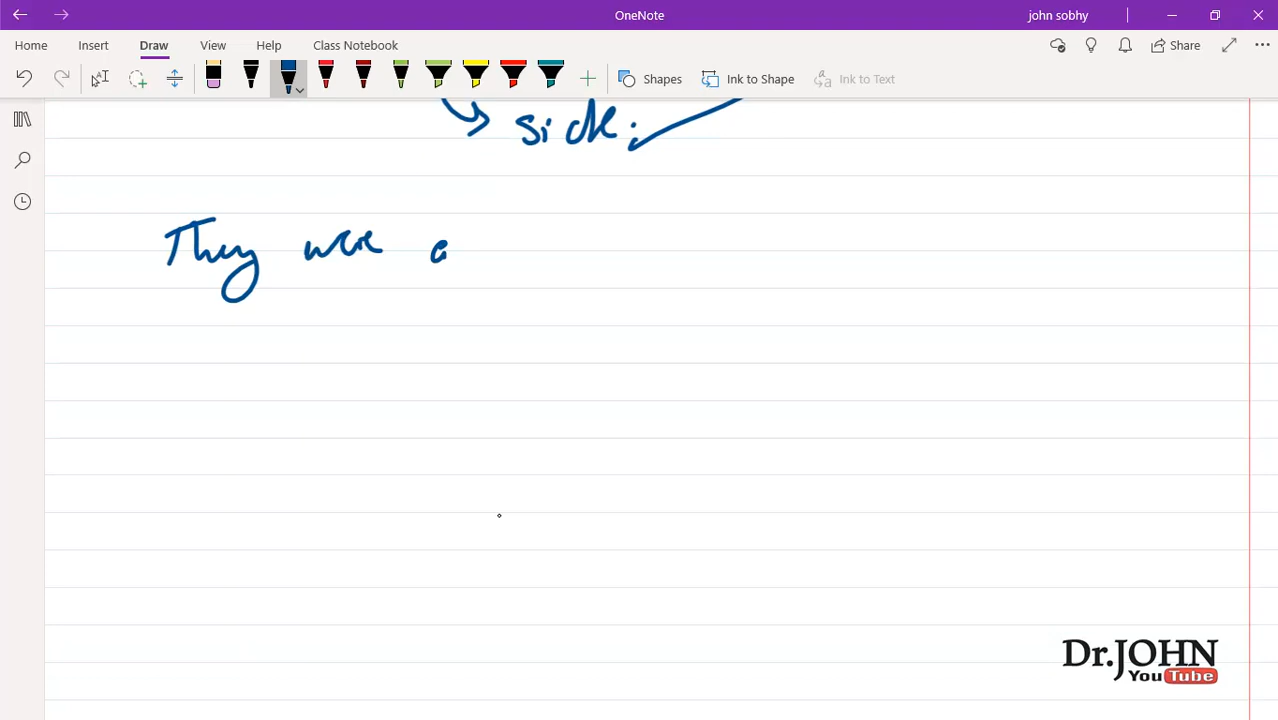 OneNote
john sobhy
Home Insert Draw View Help Class Notebook
Share
Shapes Ink to Shape Ink to Text
sick.
They were a
Dr.JOHN
YouTube